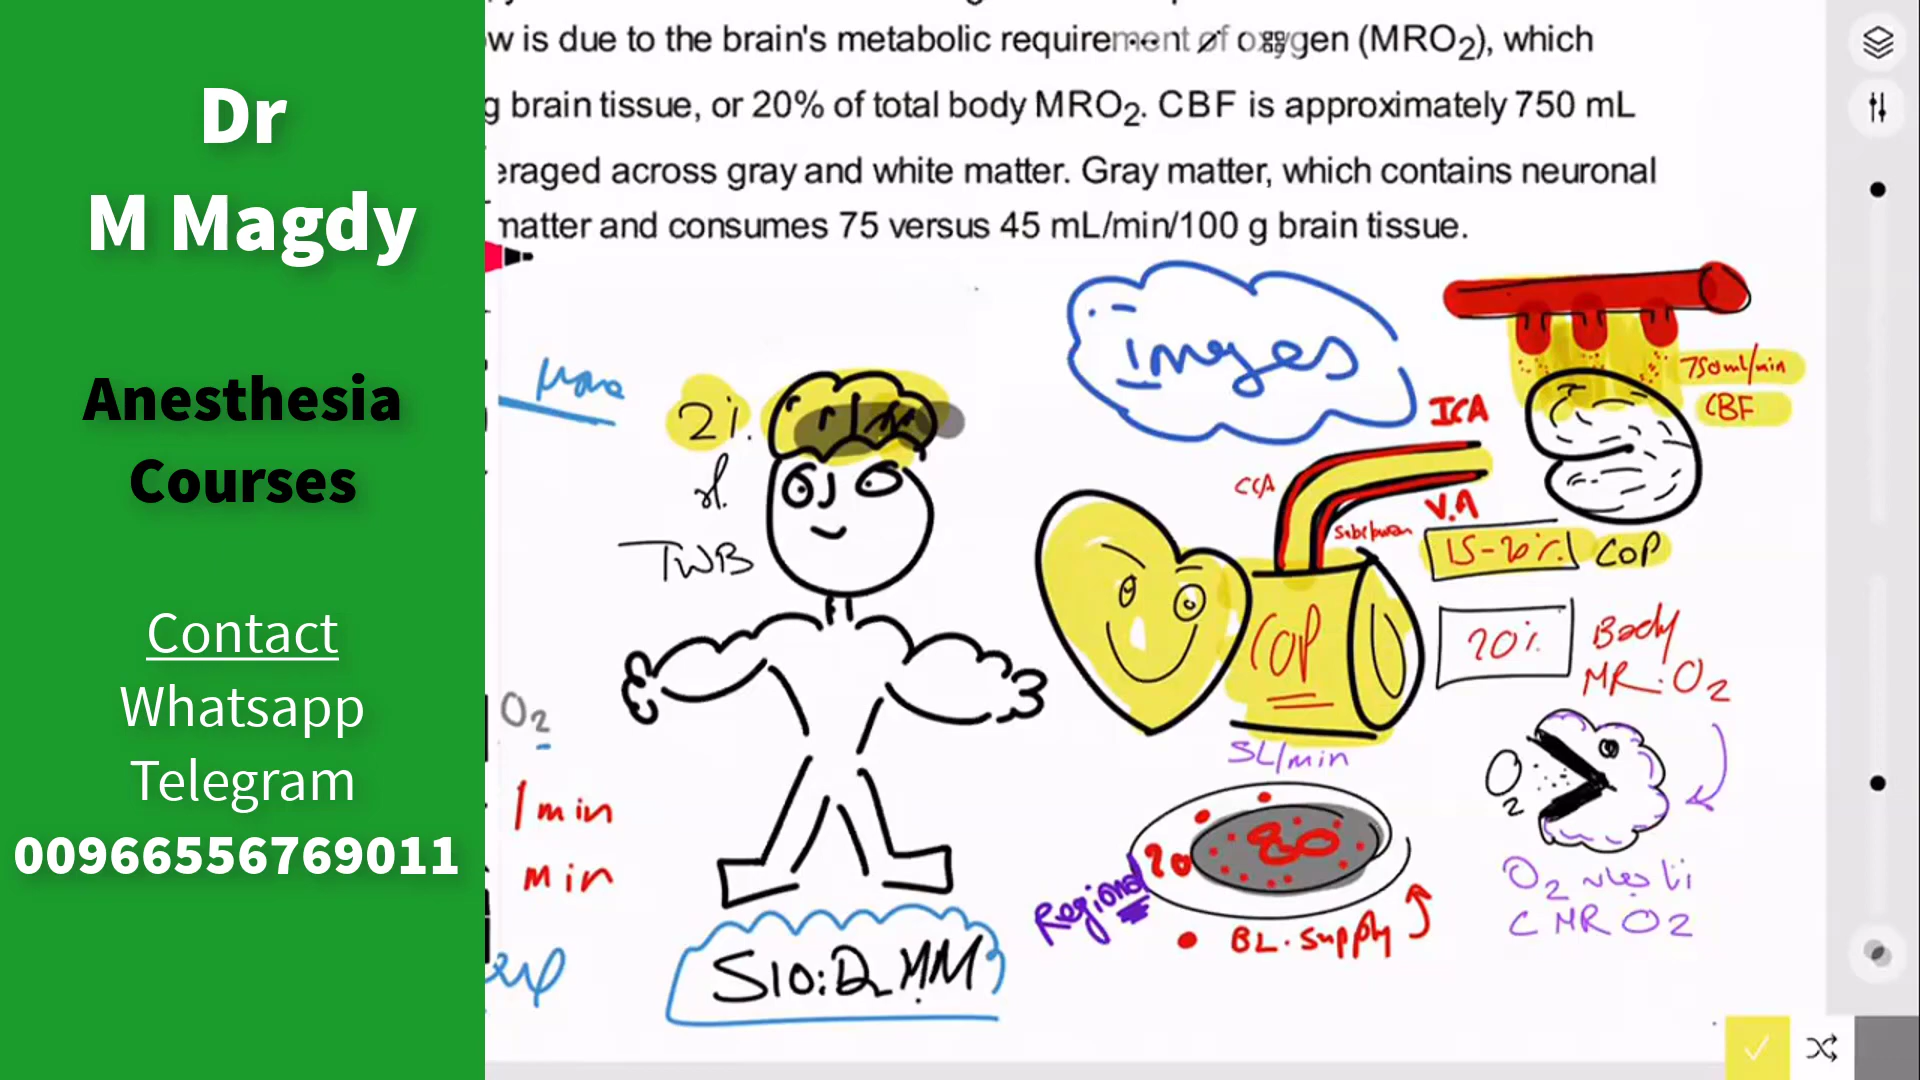 Dr
M Magdy
Anesthesia
Courses
Contact
Whatsapp
Telegram
00966556769011
w is due to the brain's metabolic requirement of oxygen (MRO2), which
g brain tissue, or 20% of total body MRO2. CBF is approximately 750 mL
eraged across gray and white matter. Gray matter, which contains neuronal
matter and consumes 75 versus 45 mL/min/100 g brain tissue.
Images
750ml/min
CBF
ICA
CCA
V.A
2%
of
TWB
15-20%
COP
COP
20%
Body
MR.O2
5L/min
O2
O2
/min
min
80
20
Regional
BL. supply
O2
CMRO2
S10:D.MM